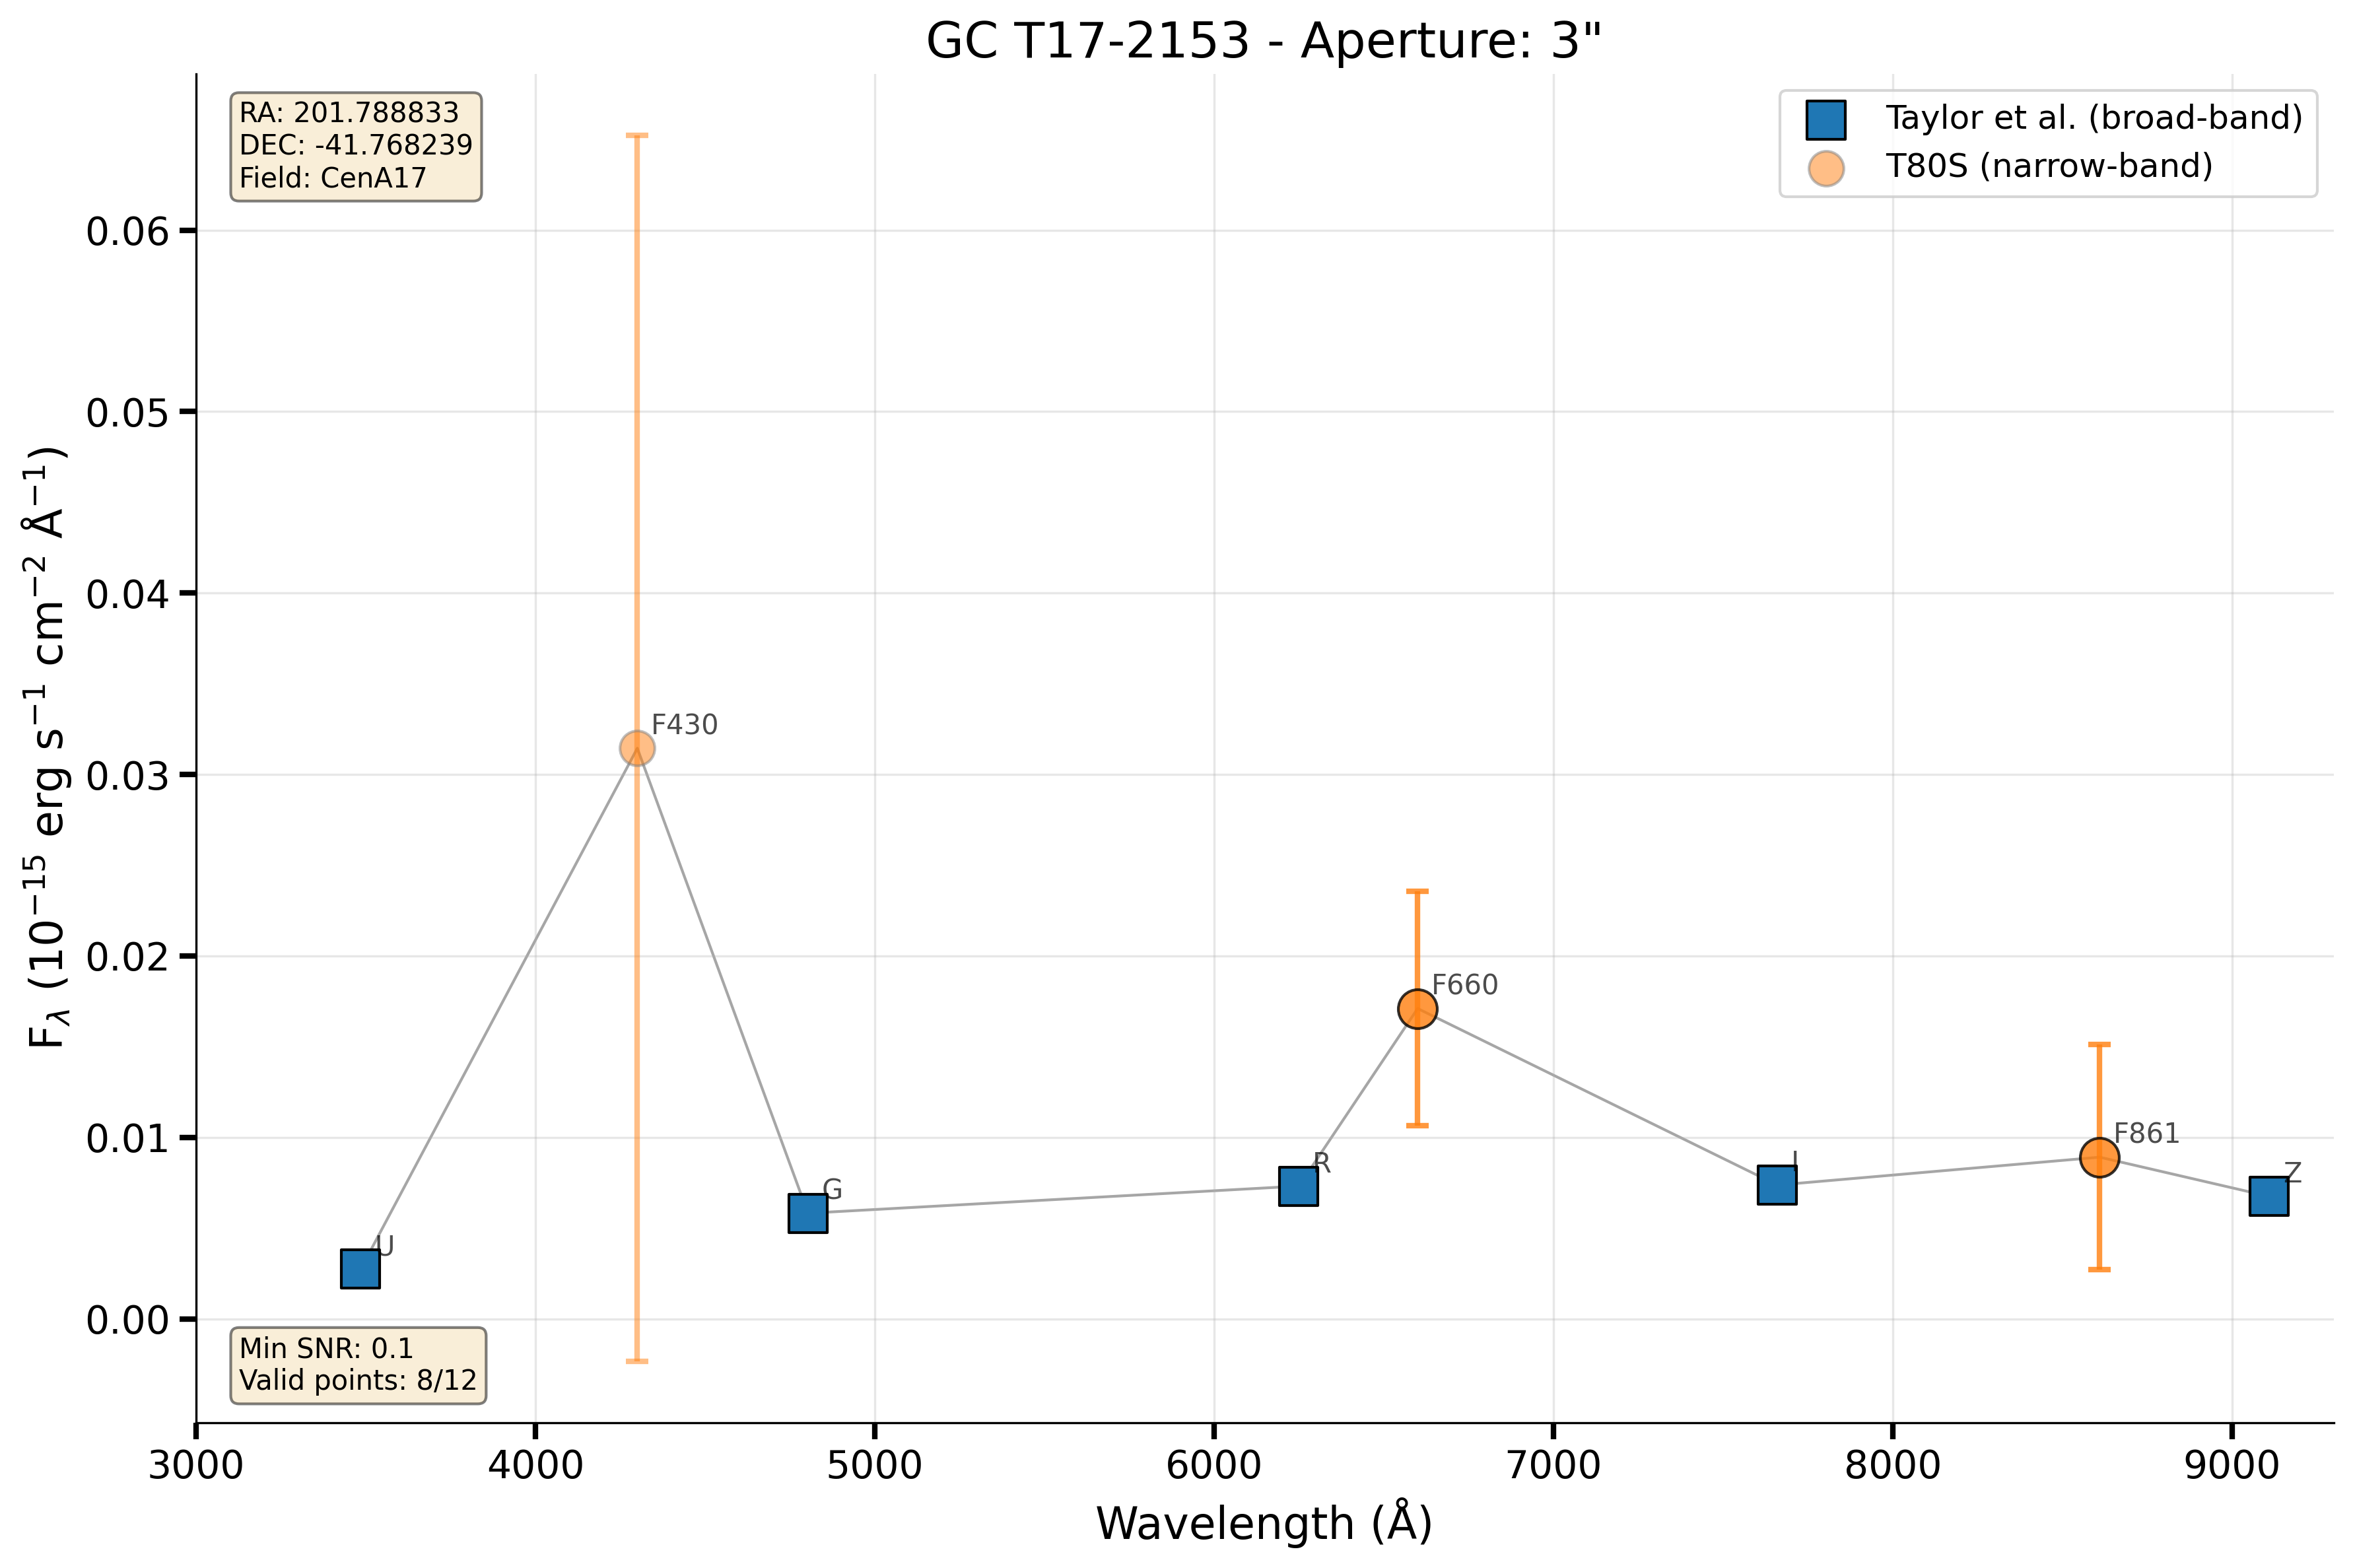 GC T17-2153 - Aperture: 3"
RA: 201.788833
DEC: -41.768239
Field: CenA17
Taylor et al. (broad-band)
T80S (narrow-band)
F_λ (10⁻¹⁵ erg s⁻¹ cm⁻² Å⁻¹)
0.06
0.05
0.04
0.03
0.02
0.01
0.00
F430
F660
F861
U
G
R
I
Z
Min SNR: 0.1
Valid points: 8/12
3000 4000 5000 6000 7000 8000 9000
Wavelength (Å)